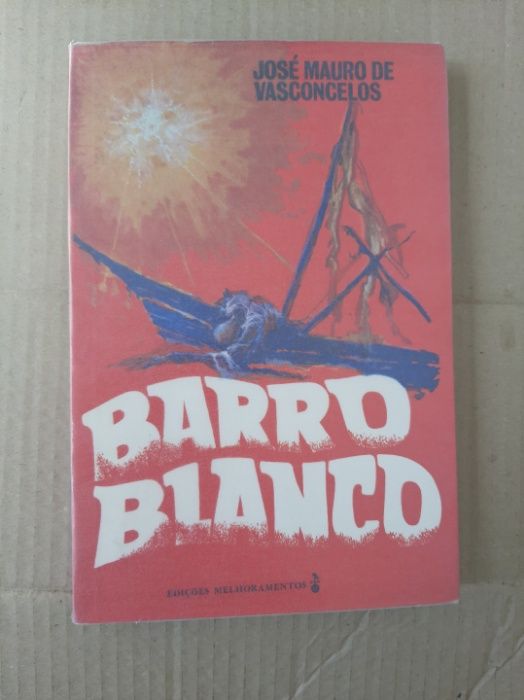 JOSÉ MAURO DE
VASCONCELOS
BARRO
BLANCO
EDIÇÕES MELHORAMENTOS